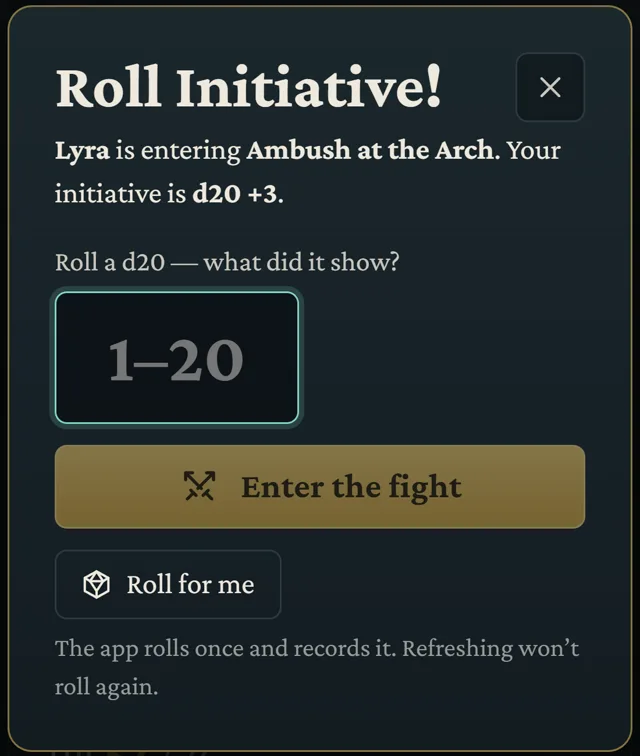 Roll Initiative!
Lyra is entering Ambush at the Arch. Your
initiative is d20 +3.
Roll a d20 — what did it show?
1–20
Enter the fight
Roll for me
The app rolls once and records it. Refreshing won’t
roll again.